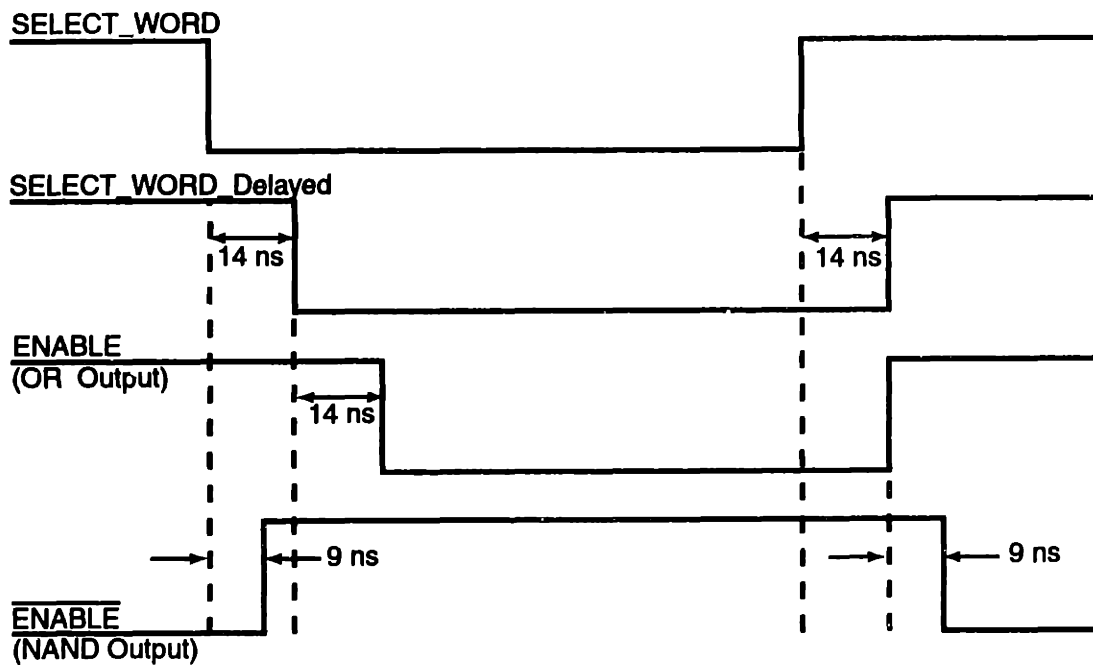 SELECT_WORD
SELECT_WORD_Delayed
14 ns
14 ns
ENABLE
(OR Output)
14 ns
9 ns
9 ns
ENABLE
(NAND Output)